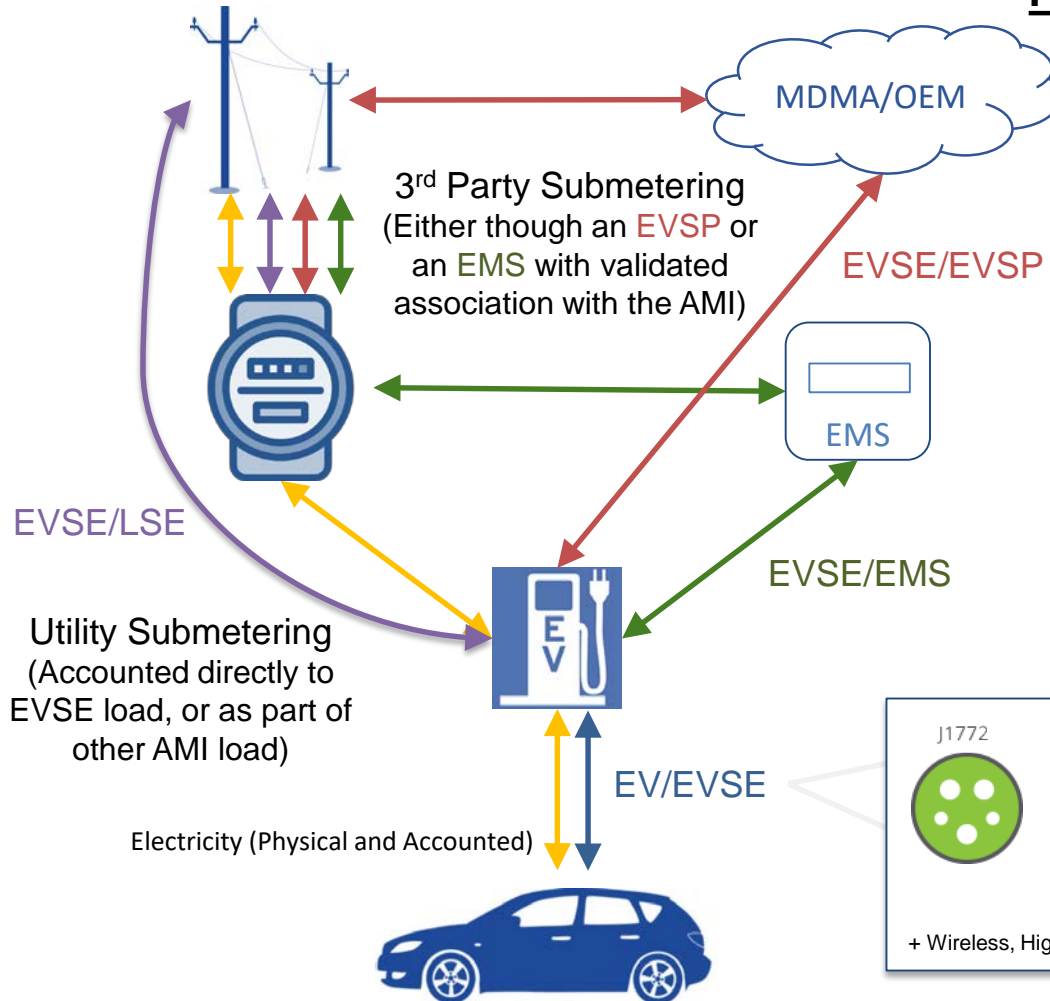 MDMA/OEM
3rd Party Submetering
(Either though an EVSP or
an EMS with validated
association with the AMI)
EVSE/EVSP
EMS
EVSE/LSE
EVSE/EMS
Utility Submetering
(Accounted directly to
EVSE load, or as part of
other AMI load)
EV
J1772
EV/EVSE
Electricity (Physical and Accounted)
+ Wireless, Hig